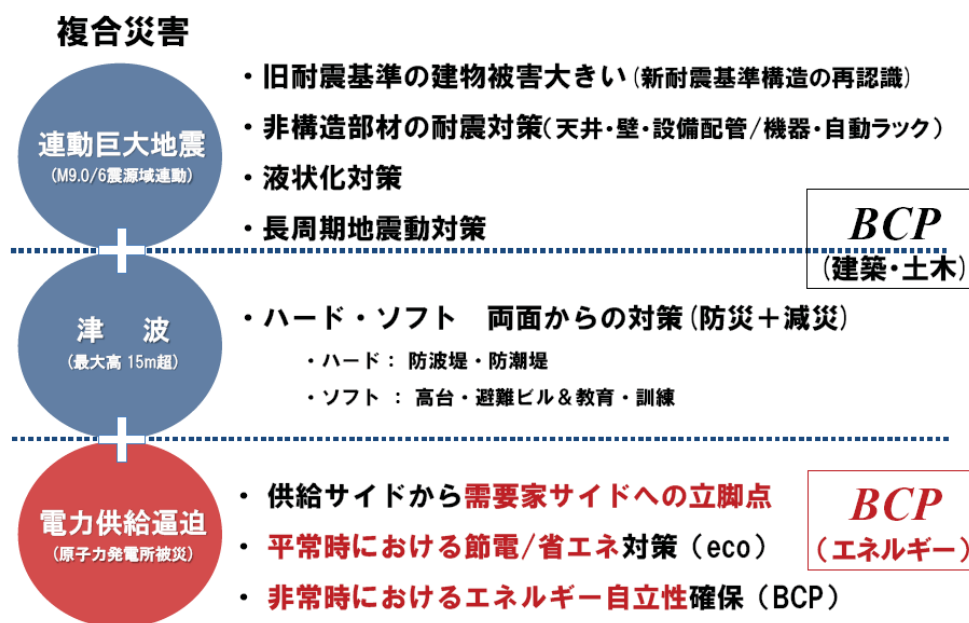 複合災害
連動巨大地震
(M9.0/6震源域連動)
・旧耐震基準の建物被害大きい(新耐震基準構造の再認識)
・非構造部材の耐震対策(天井・壁・設備配管/機器・自動ラック)
・液状化対策
・長周期地震動対策
BCP
(建築・土木)
津 波
(最大高 15m超)
・ハード・ソフト 両面からの対策(防災+減災)
・ハード: 防波堤・防潮堤
・ソフト : 高台・避難ビル&教育・訓練
電力供給逼迫
(原子力発電所被災)
・ 供給サイドから需要家サイドへの立脚点
・ 平常時における節電/省エネ対策(eco)
・ 非常時におけるエネルギー自立性確保(BCP)
BCP
(エネルギー)